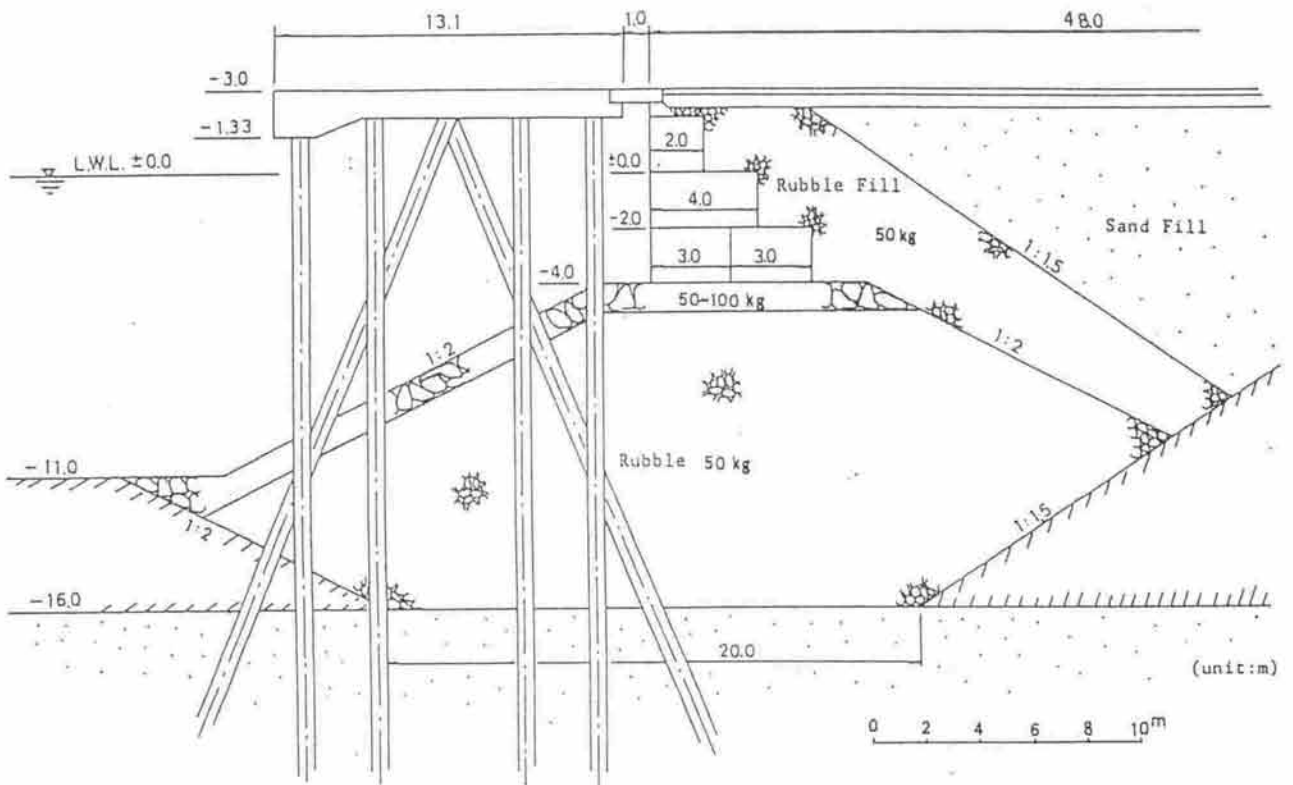 13.1
1.0
48.0
-3.0
-1.33
L.W.L. ±0.0
2.0
±0.0
Rubble Fill
4.0
-2.0
50 kg
Sand Fill
3.0
3.0
1:1.5
-4.0
50-100 kg
1:2
1:2
Rubble 50 kg
-11.0
1:2
1:1.5
-16.0
20.0
(unit:m)
0 2 4 6 8 10m